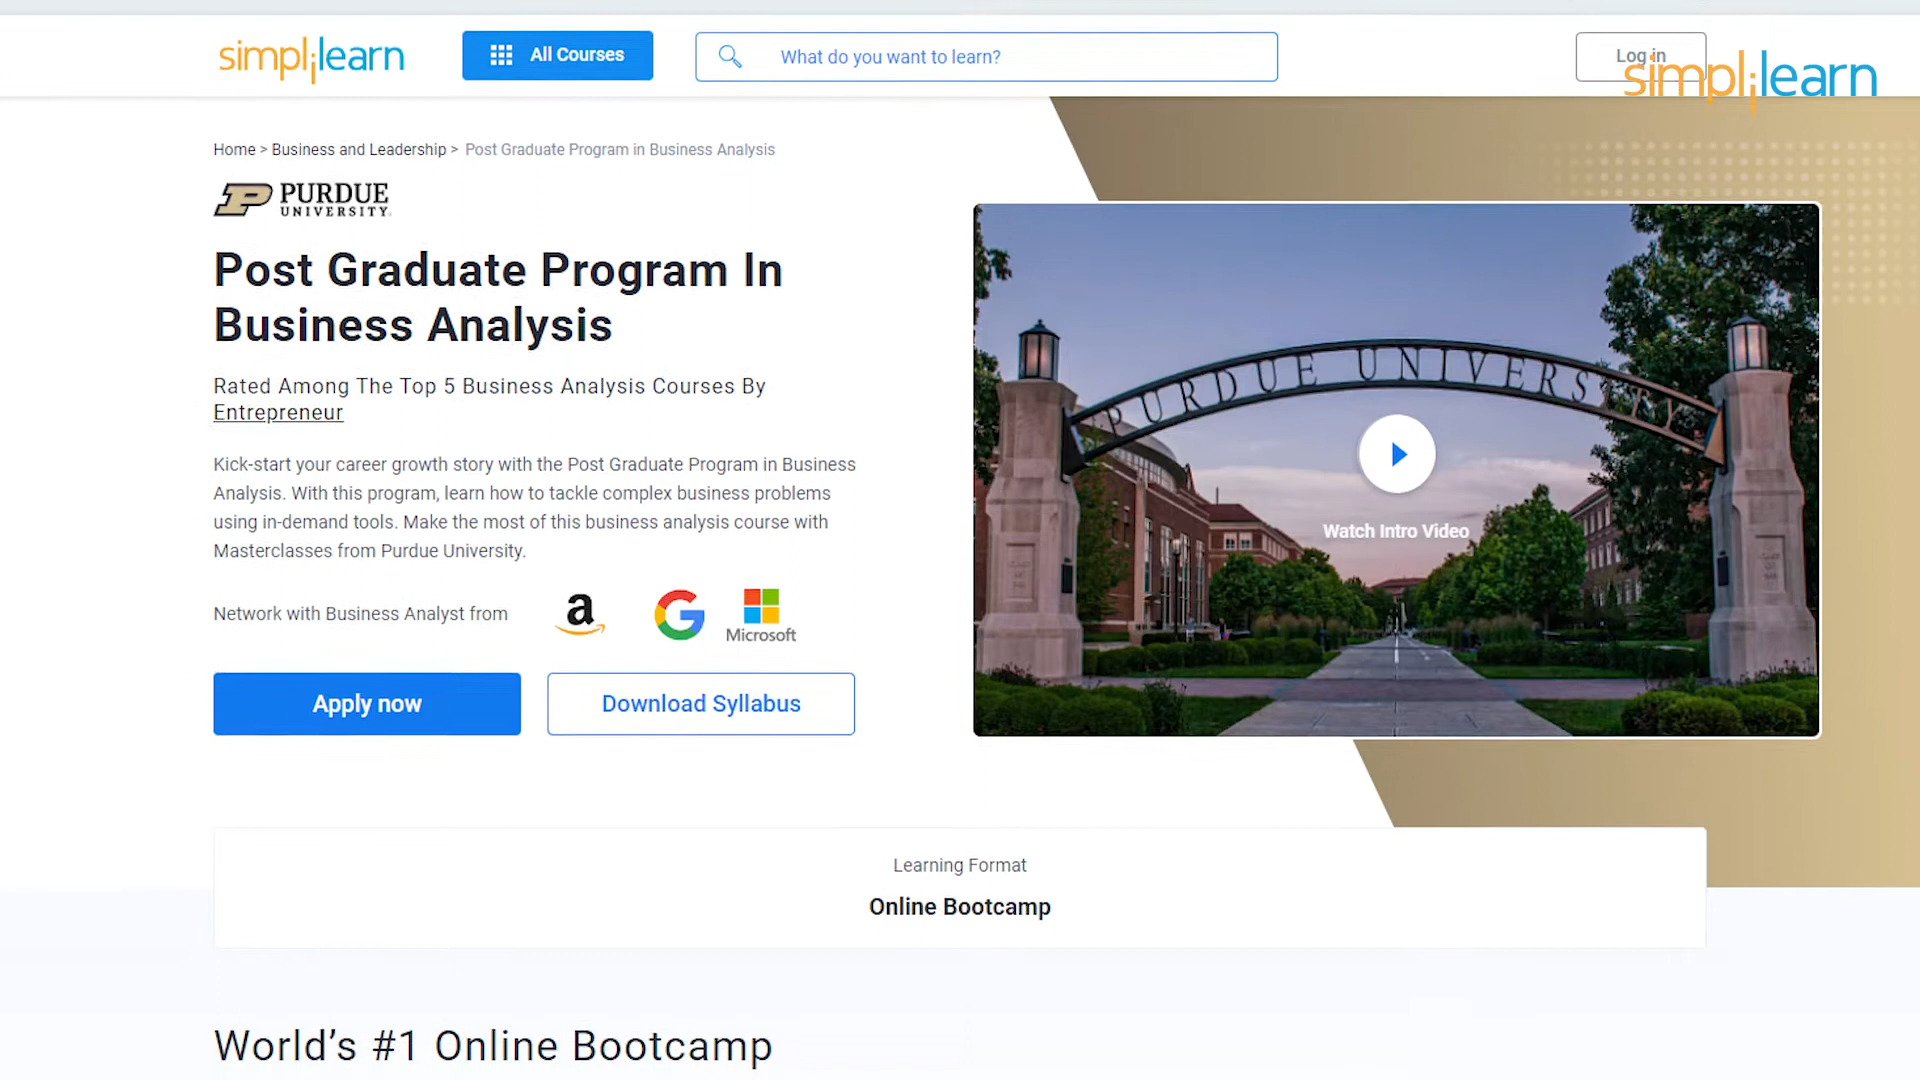 simplilearn
All Courses
What do you want to learn?
Log in
simplilearn
Home > Business and Leadership > Post Graduate Program in Business Analysis
PURDUE
UNIVERSITY
Post Graduate Program In
Business Analysis
Rated Among The Top 5 Business Analysis Courses By
Entrepreneur
Kick-start your career growth story with the Post Graduate Program in Business
Analysis. With this program, learn how to tackle complex business problems
using in-demand tools. Make the most of this business analysis course with
Masterclasses from Purdue University.
Network with Business Analyst from
a
G
Microsoft
Apply now
Download Syllabus
PURDUE UNIVERSITY
Watch Intro Video
Learning Format
Online Bootcamp
World's #1 Online Bootcamp